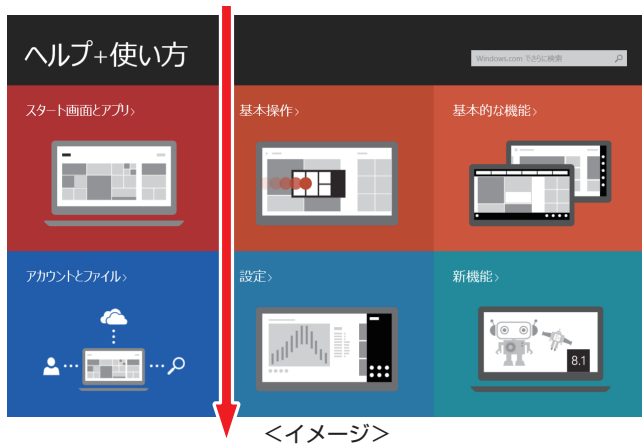 ヘルプ+使い方
Windows.com でさらに検索
スタート画面とアプリ›
基本操作›
基本的な機能›
アカウントとファイル›
設定›
新機能›
8.1
<イメージ>